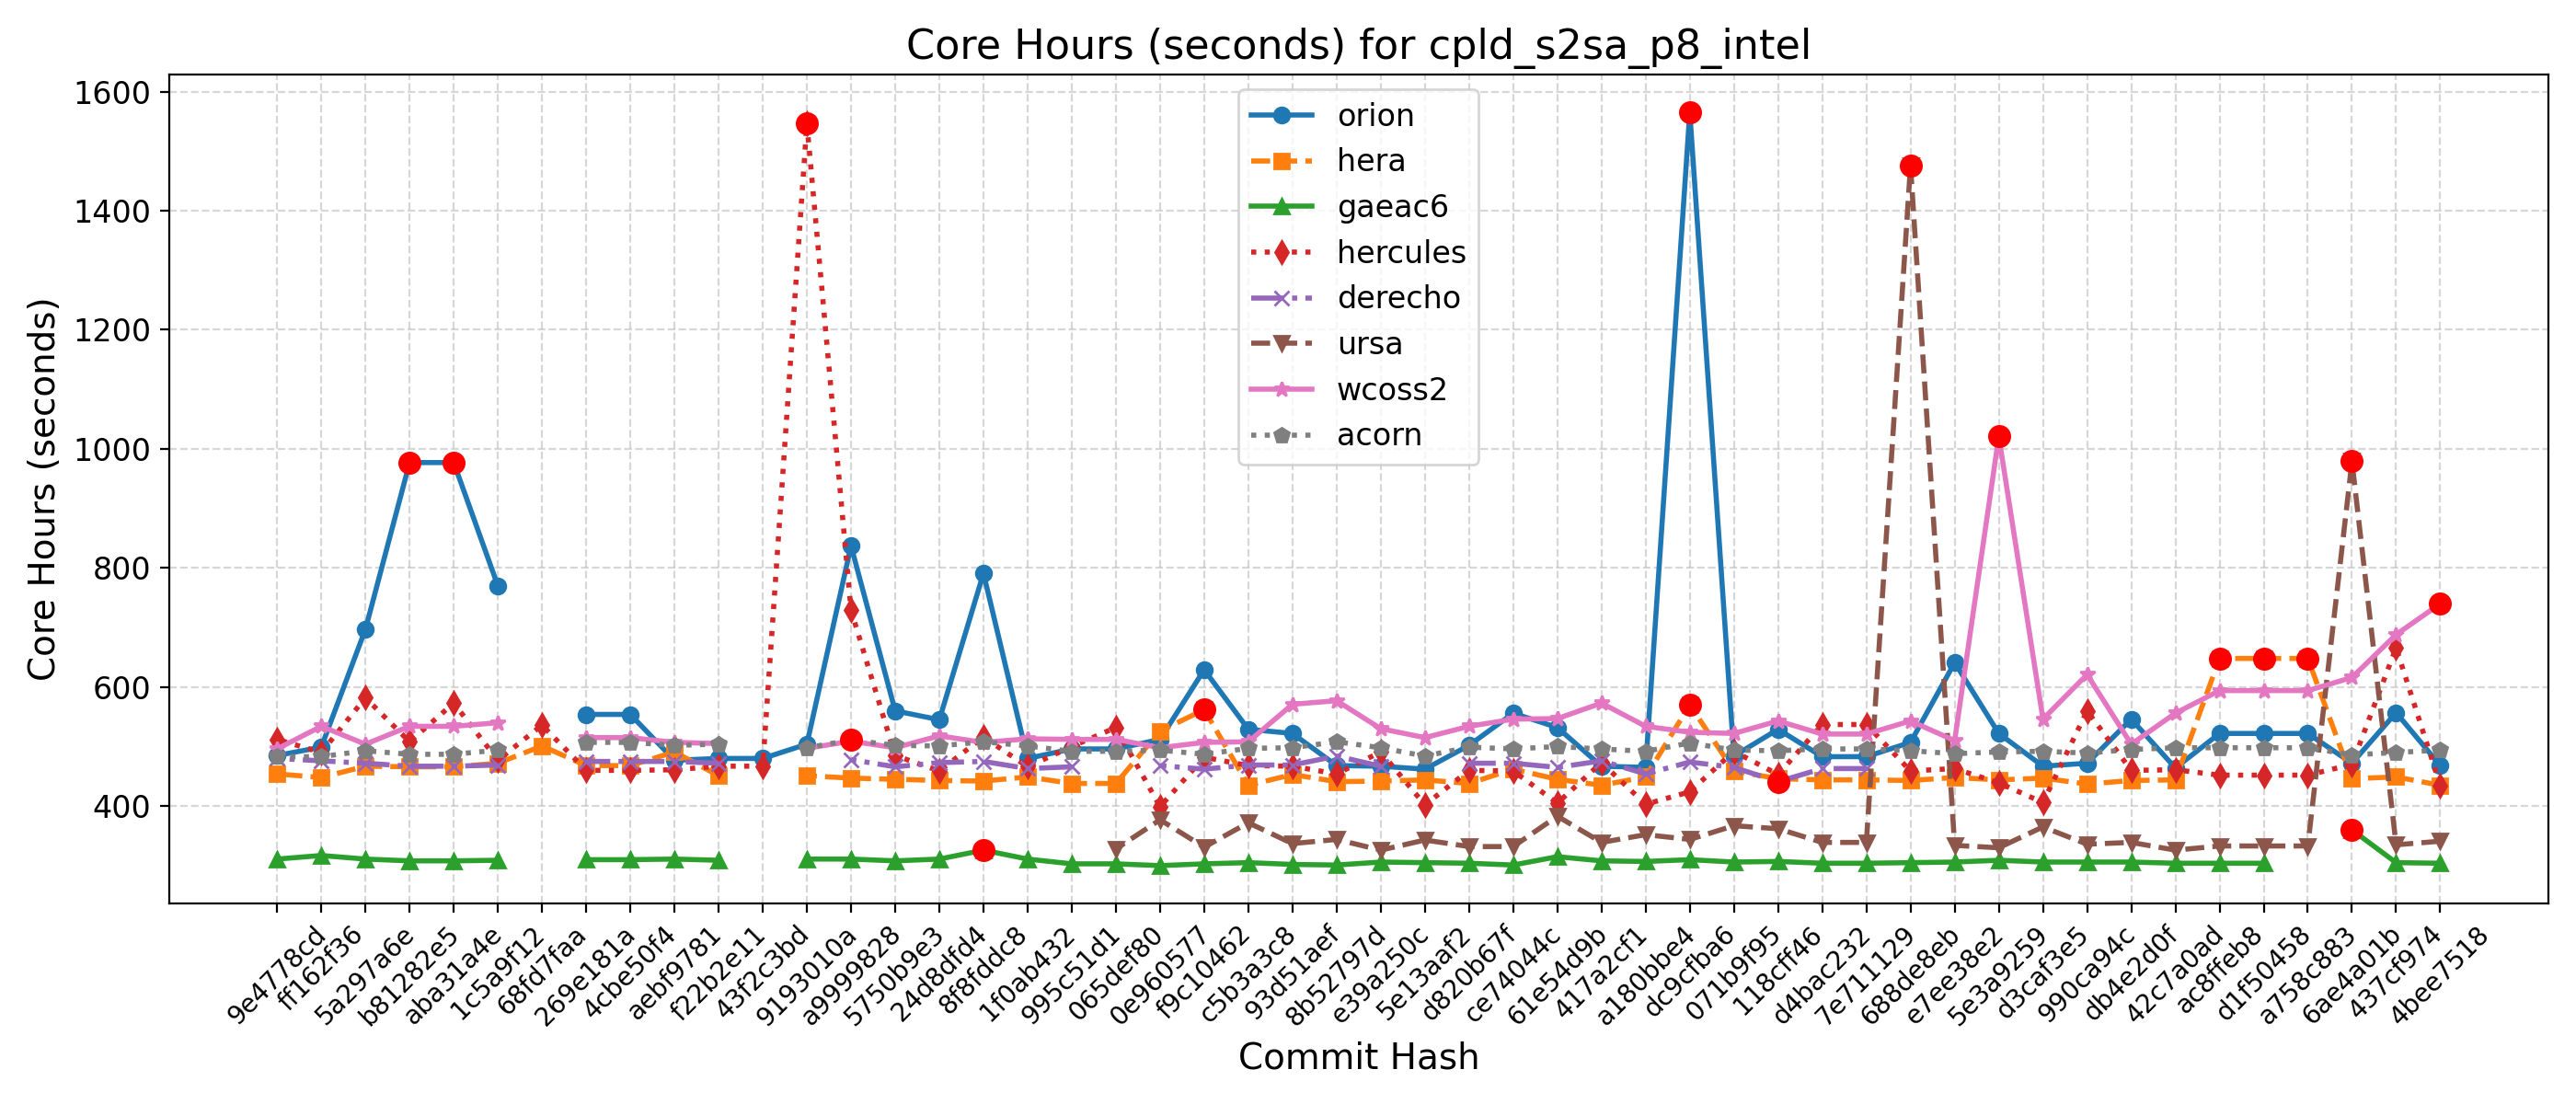 Core Hours (seconds) for cpld_s2sa_p8_intel
Core Hours (seconds)
1600
1400
1200
1000
800
600
400
orion
hera
gaeac6
hercules
derecho
ursa
wcoss2
acorn
9e4778cd
ff162f36
5a297a6e
b81282e5
aba31a4e
1c5a9f12
68fd7faa
269e181a
4cbe50f4
aebf9781
f22b2e11
43f2c3bd
9193010a
a9999828
5750b9e3
24d8dfd4
8f8fddc8
1f0ab432
995c51d1
065def80
0e960577
f9c10462
c5b3a3c8
93d51aef
8b52797d
e39a250c
5e13aaf2
d820b67f
ce74044c
61e54d9b
417a2cf1
a180bbe4
dc9cfba6
071b9f95
118cff46
d4bac232
7e711129
688de8eb
e7ee38e2
5e3a9259
d3caf3e5
990ca94c
db4e2d0f
42c7a0ad
ac8ffeb8
d1f50458
a758c883
6ae4a01b
437cf974
4bee7518
Commit Hash